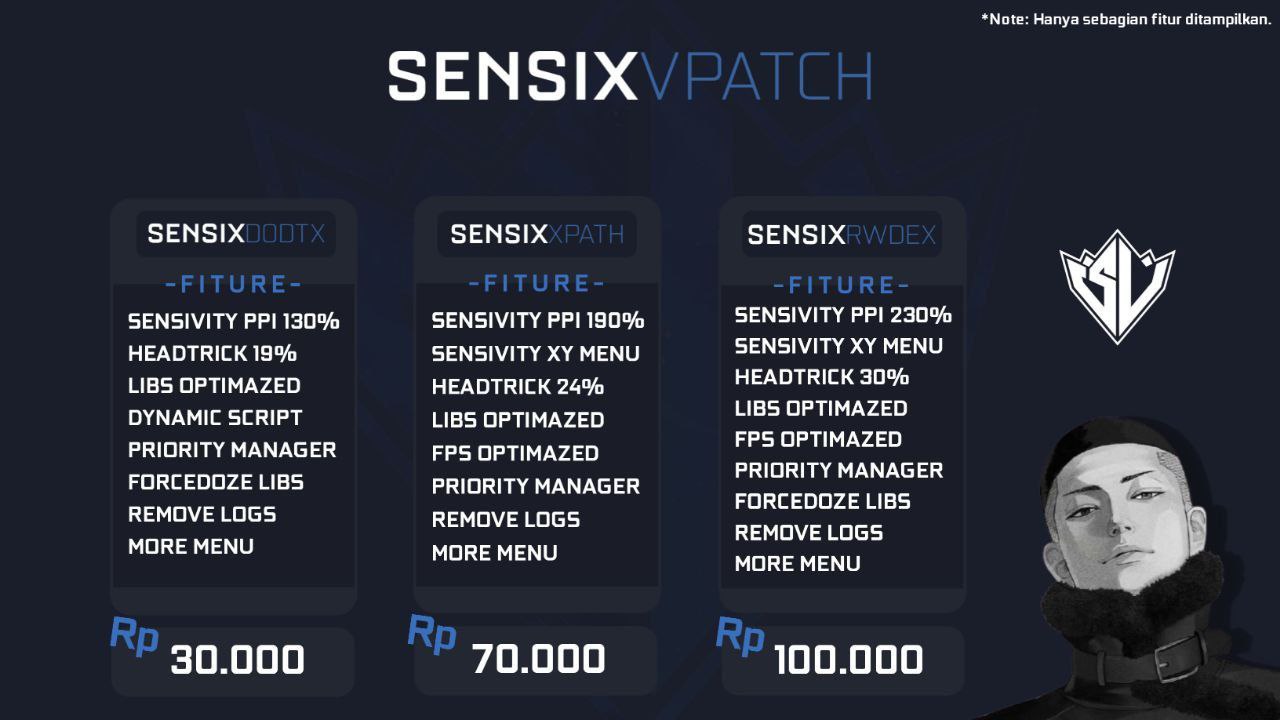 *Note: Hanya sebagian fitur ditampilkan.
SENSIXVPATCH
SENSIXDODTX
-FITURE-
SENSIVITY PPI 130%
HEADTRICK 19%
LIBS OPTIMAZED
DYNAMIC SCRIPT
PRIORITY MANAGER
FORCEDOZE LIBS
REMOVE LOGS
MORE MENU
Rp 30.000
SENSIXXPATH
-FITURE-
SENSIVITY PPI 190%
SENSIVITY XY MENU
HEADTRICK 24%
LIBS OPTIMAZED
FPS OPTIMAZED
PRIORITY MANAGER
REMOVE LOGS
MORE MENU
Rp 70.000
SENSIXRWDEX
-FITURE-
SENSIVITY PPI 230%
SENSIVITY XY MENU
HEADTRICK 30%
LIBS OPTIMAZED
FPS OPTIMAZED
PRIORITY MANAGER
FORCEDOZE LIBS
REMOVE LOGS
MORE MENU
Rp 100.000